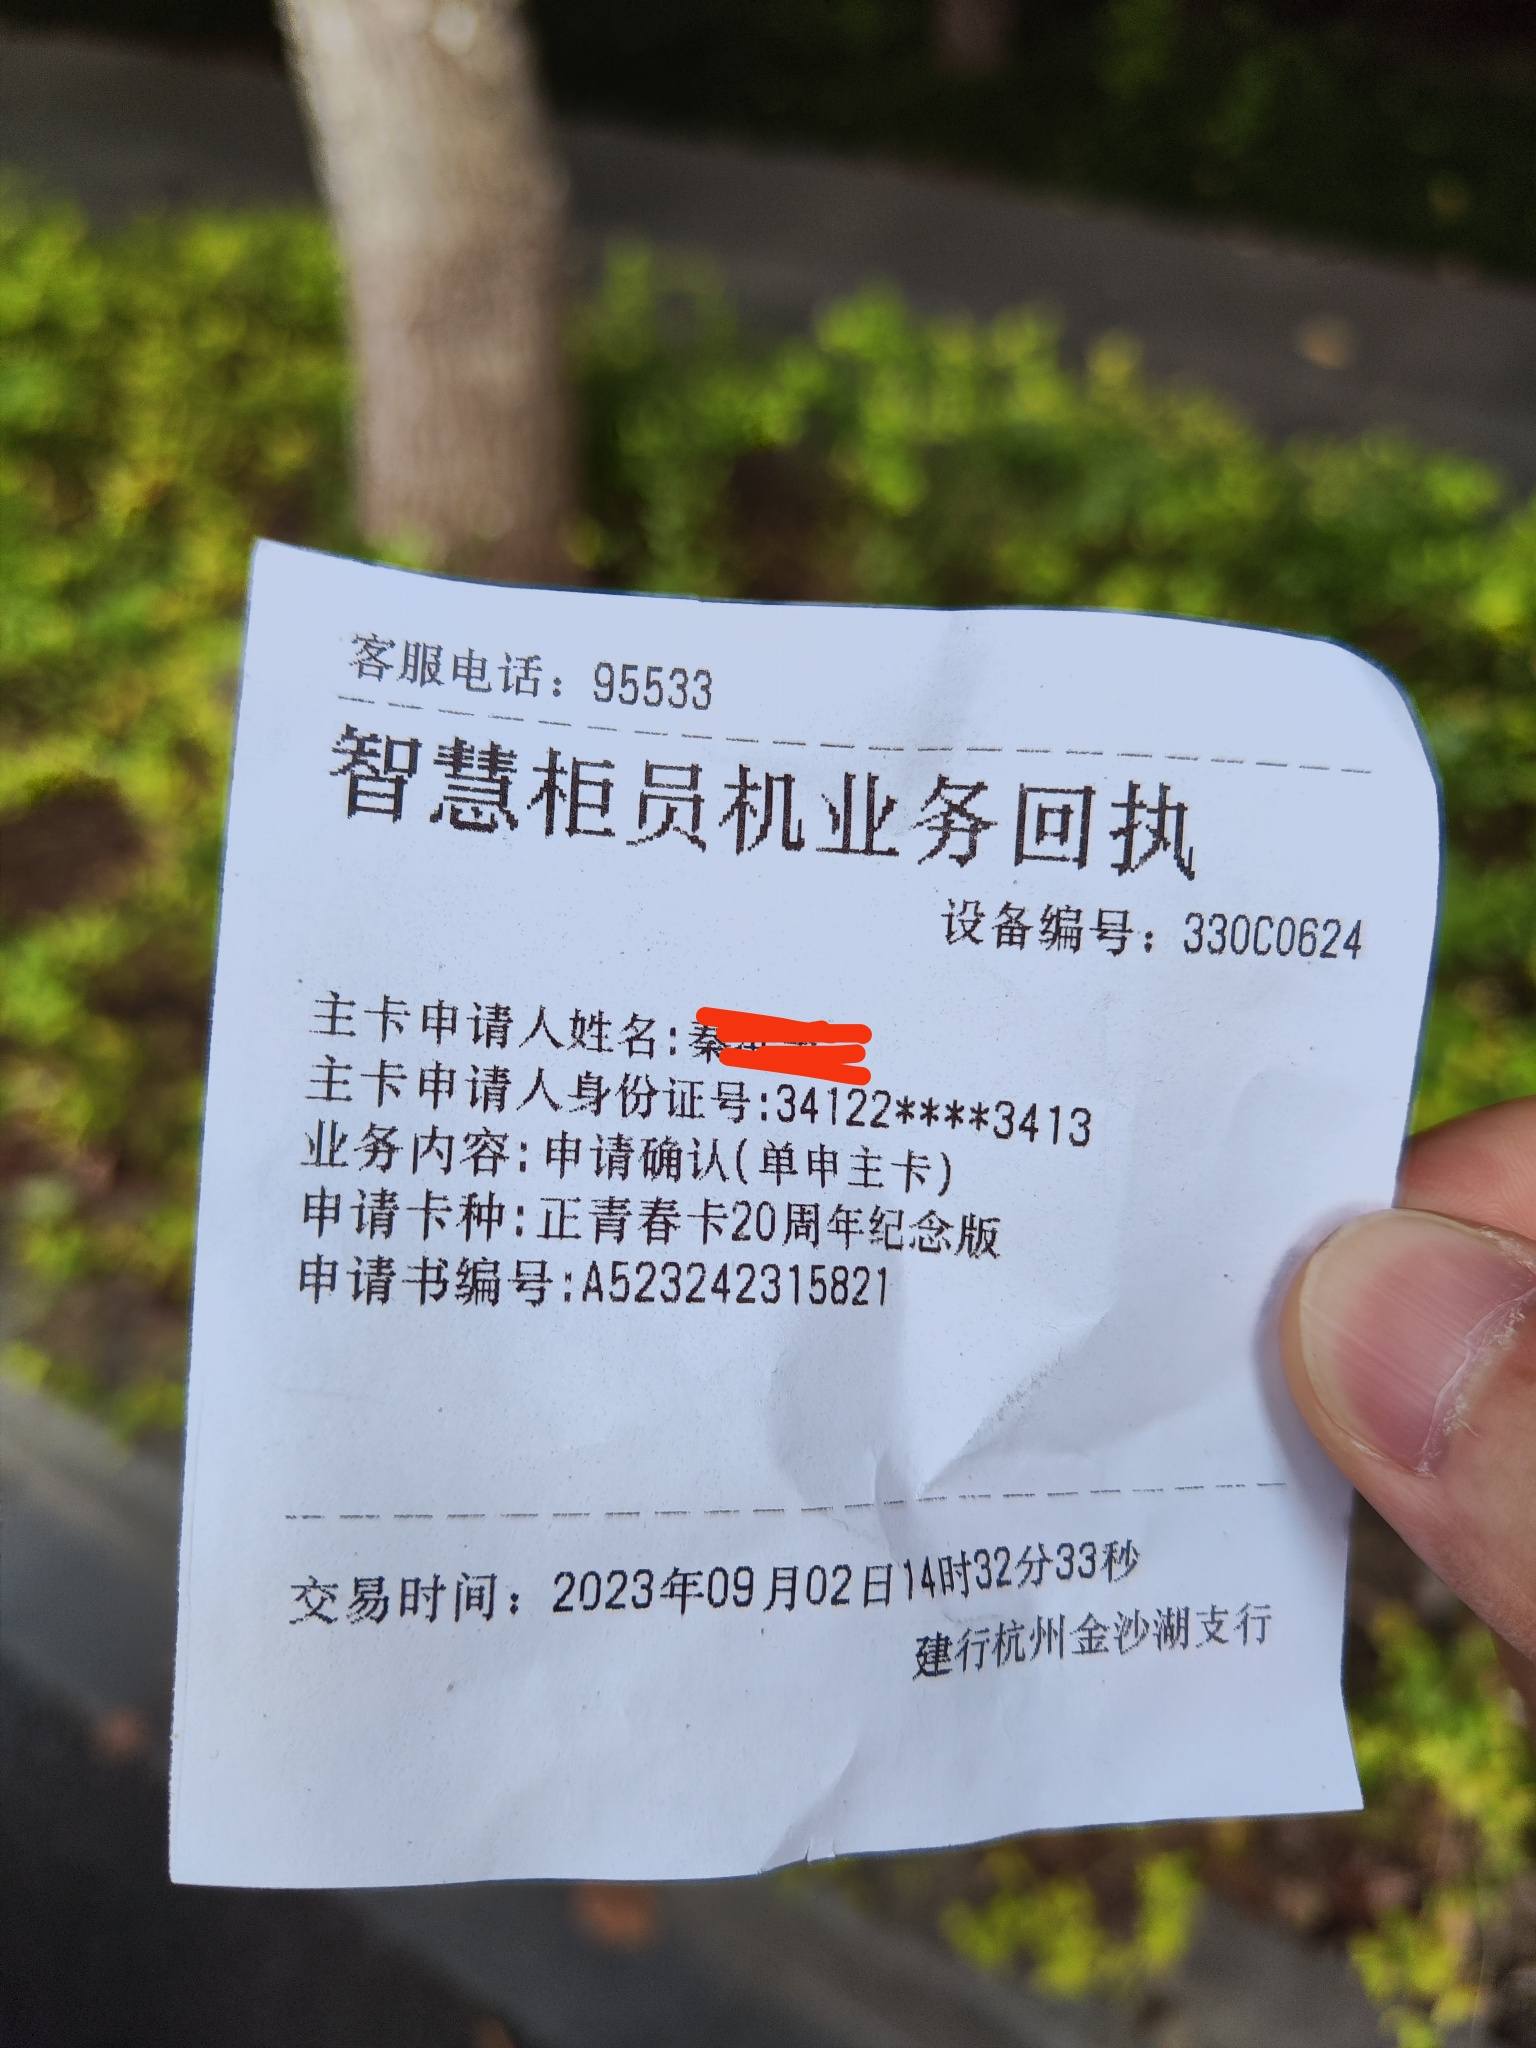 客服电话：95533
智慧柜员机业务回执
设备编号：330C0624
主卡申请人姓名:秦
主卡申请人身份证号:34122****3413
业务内容:申请确认(单申主卡)
申请卡种:正青春卡20周年纪念版
申请书编号:A523242315821
交易时间：2023年09月02日14时32分33秒
建行杭州金沙湖支行